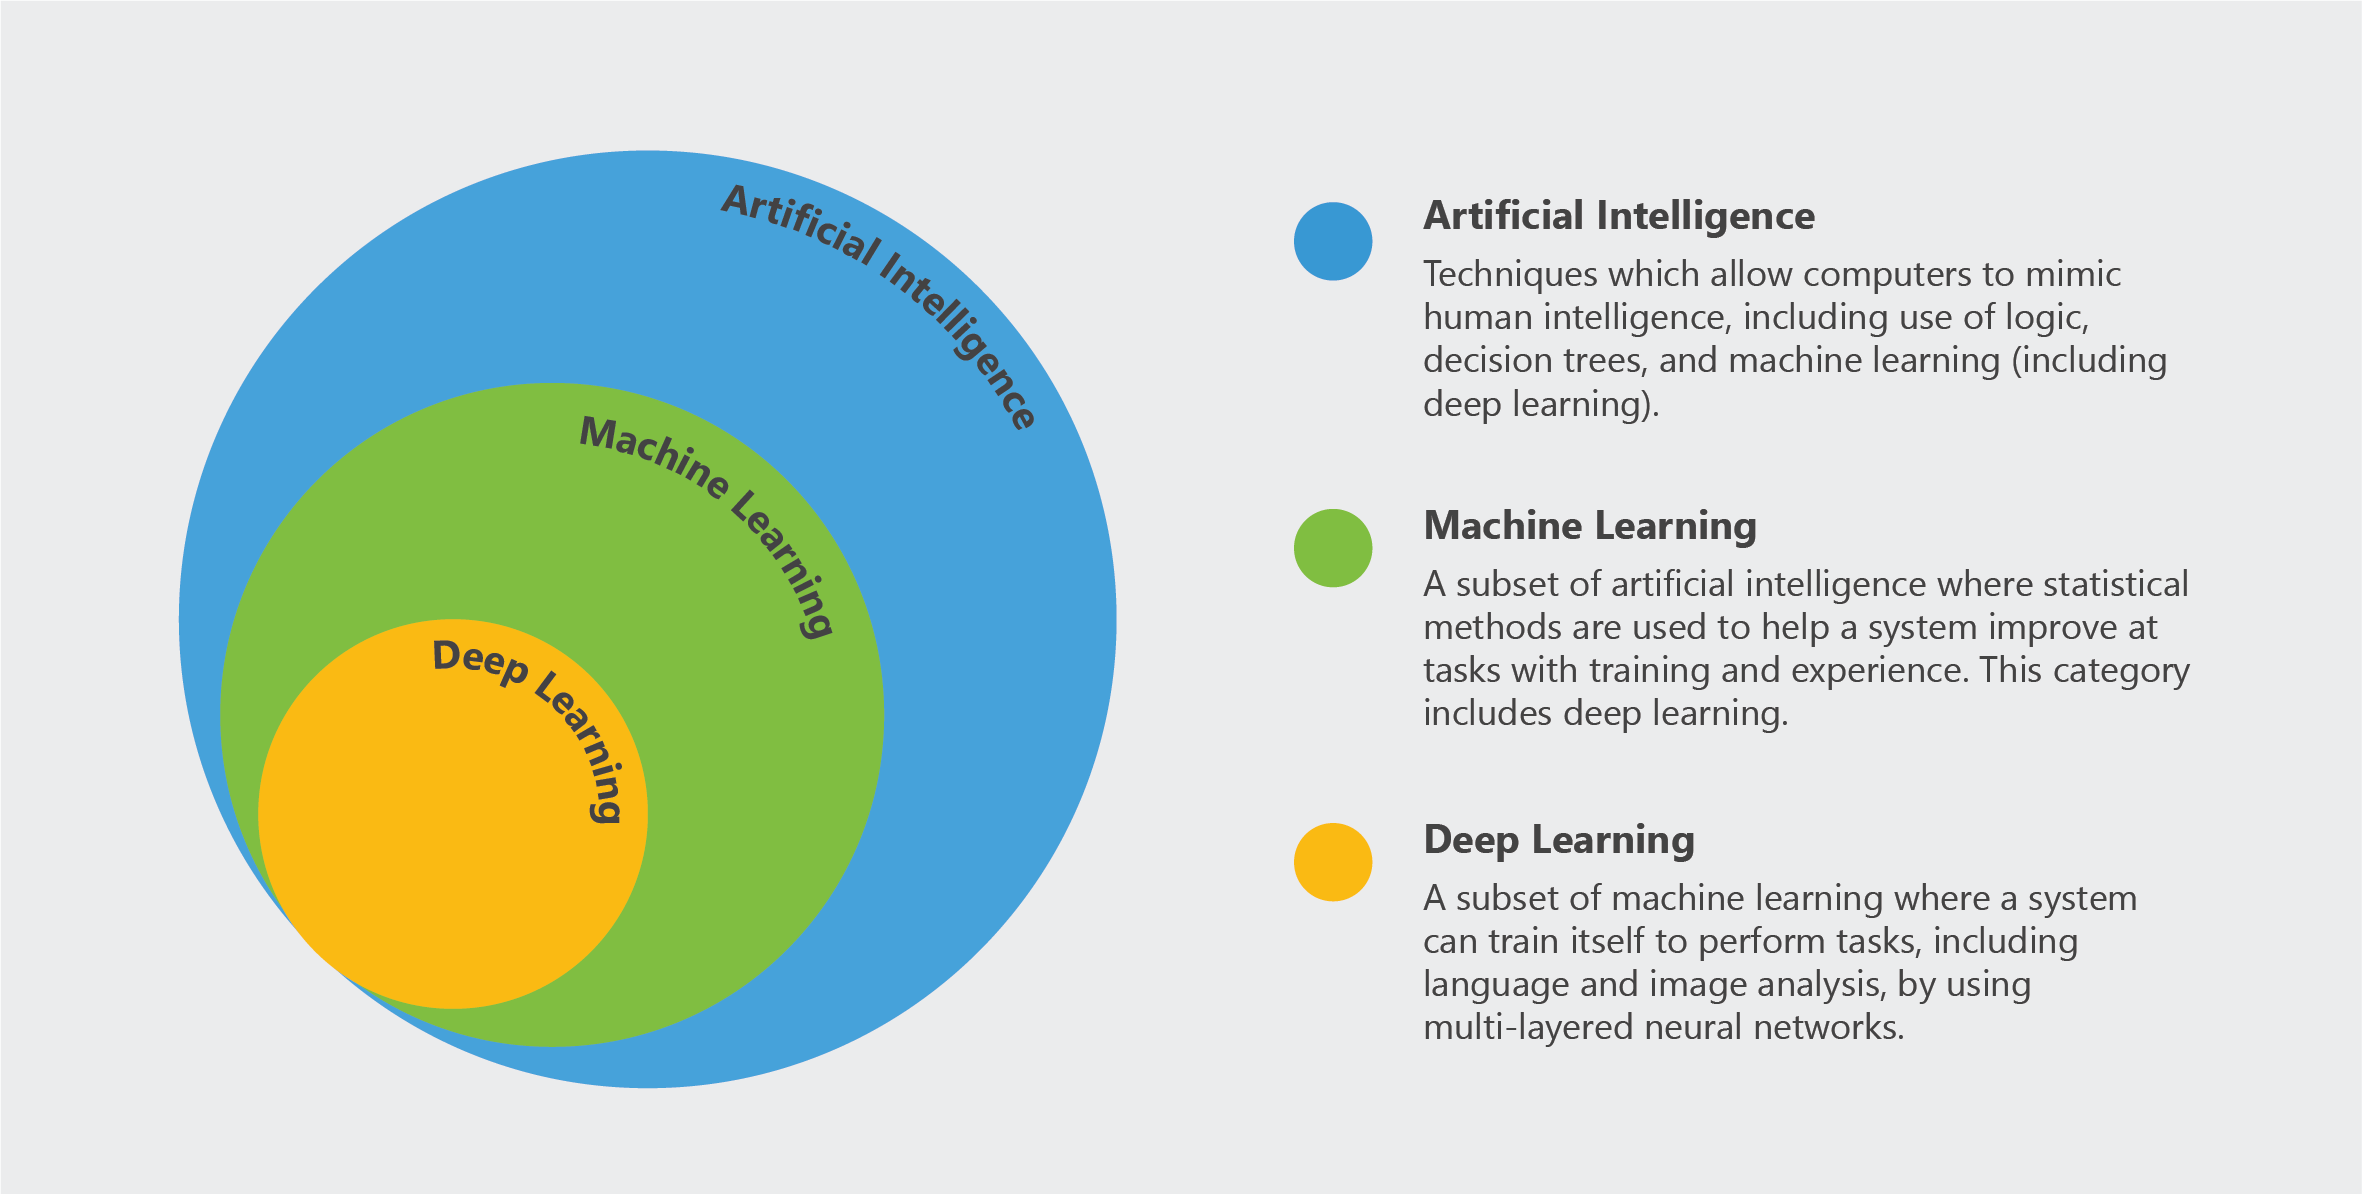 Artificial Intelligence
Machine Learning
Deep Learning
Artificial Intelligence
Techniques which allow computers to mimic
human intelligence, including use of logic,
decision trees, and machine learning (including
deep learning).
Machine Learning
A subset of artificial intelligence where statistical
methods are used to help a system improve at
tasks with training and experience. This category
includes deep learning.
Deep Learning
A subset of machine learning where a system
can train itself to perform tasks, including
language and image analysis, by using
multi-layered neural networks.